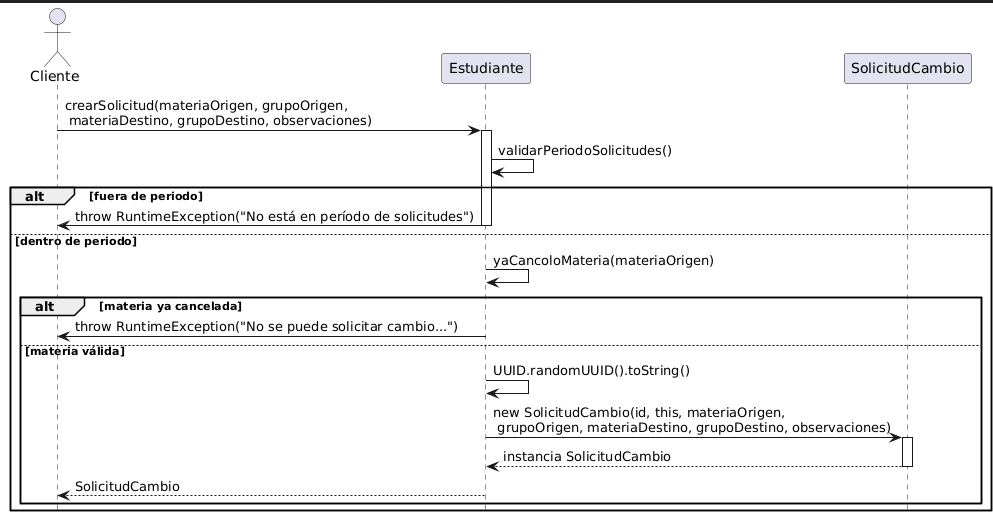 Cliente
Estudiante
SolicitudCambio
crearSolicitud(materiaOrigen, grupoOrigen,
materiaDestino, grupoDestino, observaciones)
validarPeriodoSolicitudes()
alt [fuera de periodo]
throw RuntimeException("No está en período de solicitudes")
[dentro de periodo]
yaCancoloMateria(materiaOrigen)
alt [materia ya cancelada]
throw RuntimeException("No se puede solicitar cambio...")
[materia válida]
UUID.randomUUID().toString()
new SolicitudCambio(id, this, materiaOrigen,
grupoOrigen, materiaDestino, grupoDestino, observaciones)
instancia SolicitudCambio
SolicitudCambio